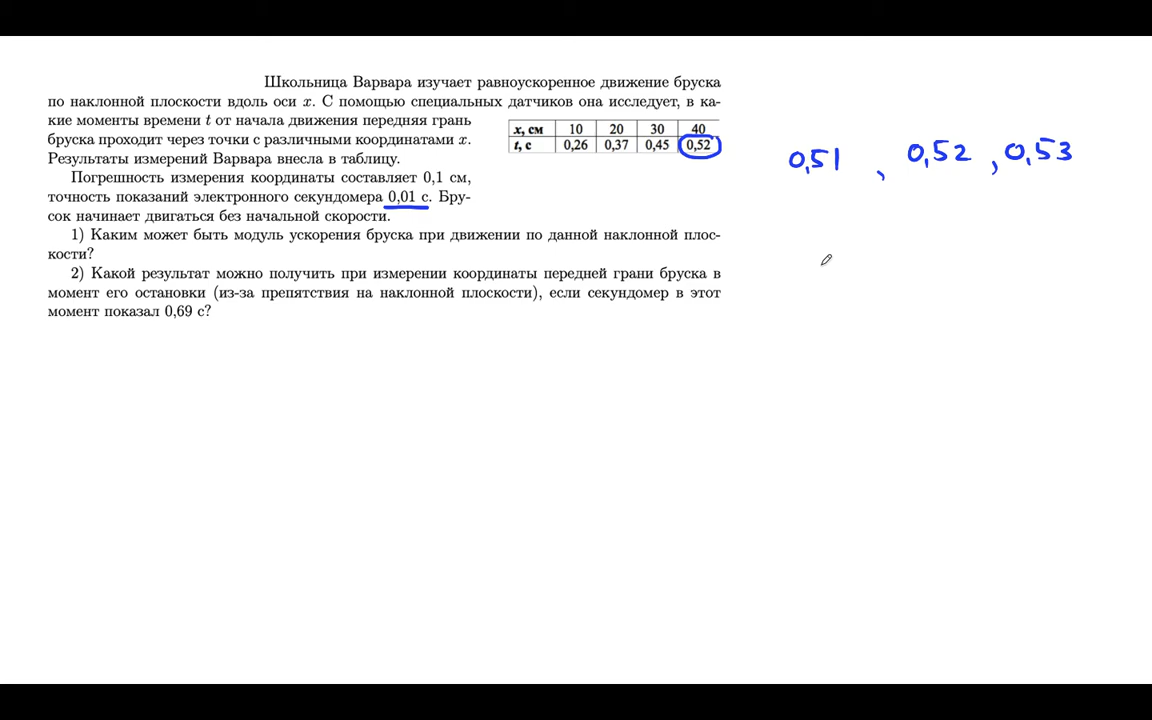 Школьница Варвара изучает равноускоренное движение бруска
по наклонной плоскости вдоль оси x. С помощью специальных датчиков она исследует, в ка-
кие моменты времени t от начала движения передняя грань
бруска проходит через точки с различными координатами x.
Результаты измерений Варвара внесла в таблицу.
x, см 10 20 30 40
t, с 0,26 0,37 0,45 0,52
0,51 , 0,52 , 0,53
Погрешность измерения координаты составляет 0,1 см,
точность показаний электронного секундомера 0,01 с. Бру-
сок начинает двигаться без начальной скорости.
1) Каким может быть модуль ускорения бруска при движении по данной наклонной плос-
кости?
2) Какой результат можно получить при измерении координаты передней грани бруска в
момент его остановки (из-за препятствия на наклонной плоскости), если секундомер в этот
момент показал 0,69 с?